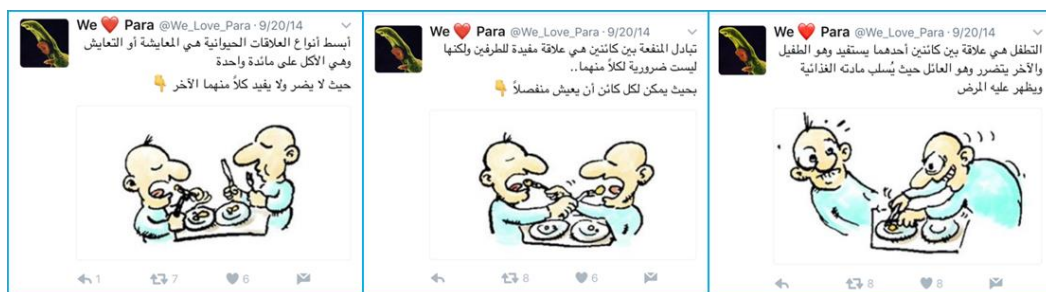 We ❤️ Para @We_Love_Para · 9/20/14
أبسط أنواع العلاقات الحيوانية هي المعايشة أو التعايش
وهي الأكل على مائدة واحدة
حيث لا يضر ولا يفيد كلاً منهما الآخر 👇
1 7 6
We ❤️ Para @We_Love_Para · 9/20/14
تبادل المنفعة بين كائنين هي علاقة مفيدة للطرفين ولكنها
ليست ضرورية لكلاً منهما..
بحيث يمكن لكل كائن أن يعيش منفصلاً 👇
8 6
We ❤️ Para @We_Love_Para · 9/20/14
التطفل هي علاقة بين كائنين أحدهما يستفيد وهو الطفيل
والآخر يتضرر وهو العائل حيث يُسلب مادته الغذائية
ويظهر عليه المرض
8 8